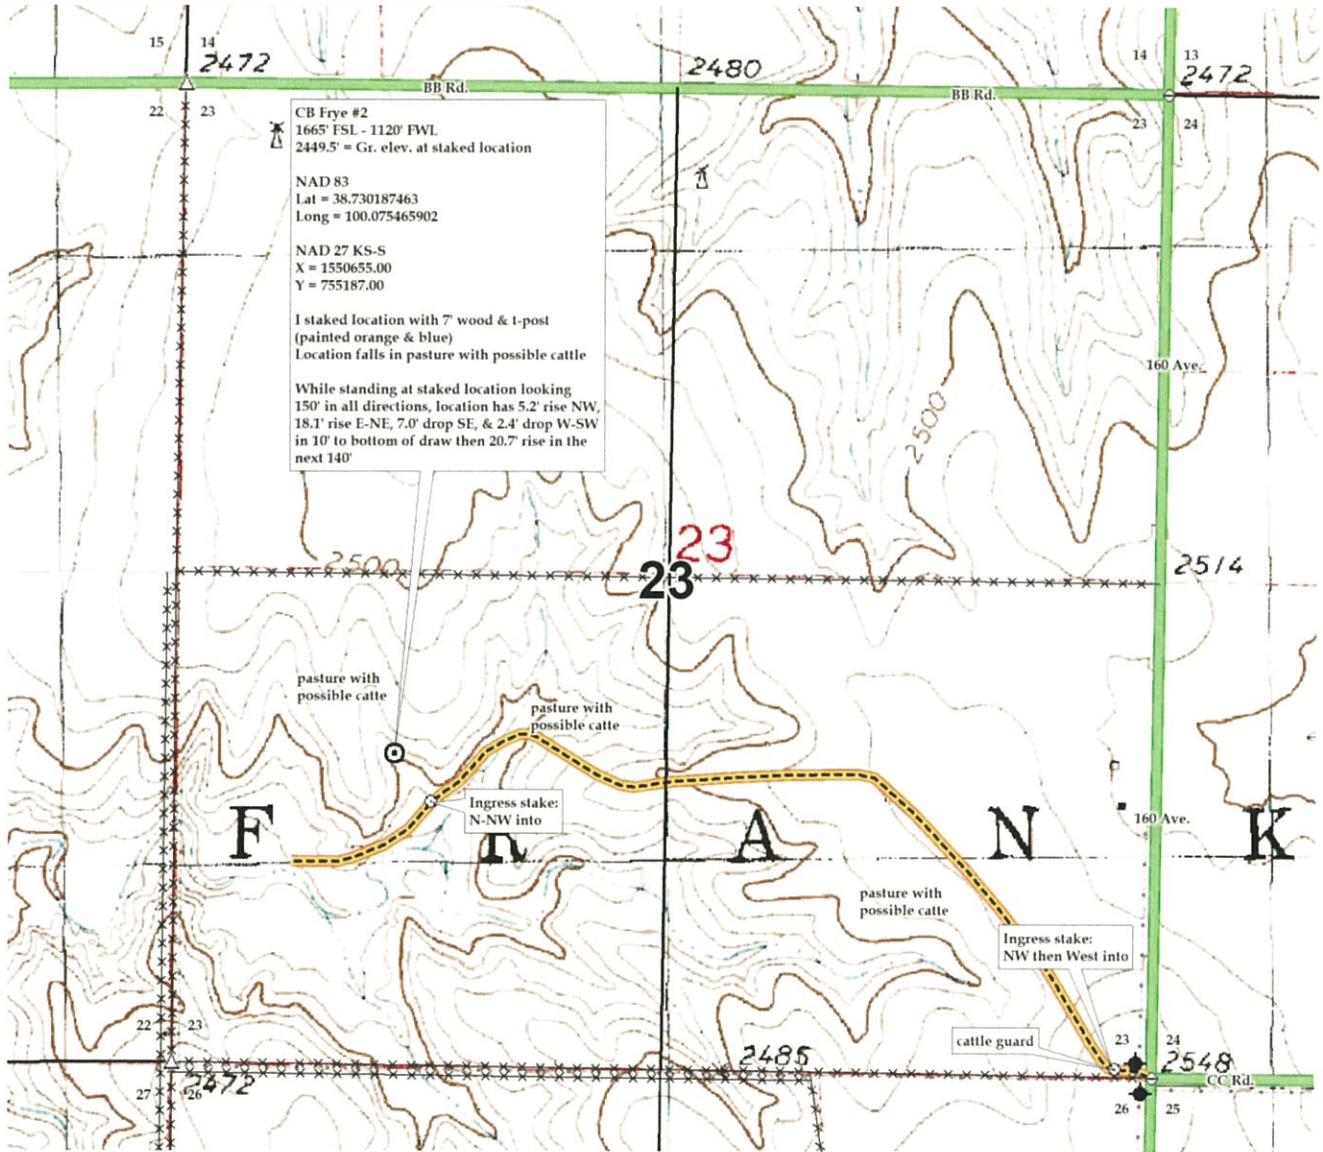 15
14
2472
2480
14
13
2472
BB Rd.
BB Rd.
22
23
23
24
CB Frye #2
1665' FSL - 1120' FWL
2449.5' = Gr. elev. at staked location
NAD 83
Lat = 38.730187463
Long = 100.075465902
NAD 27 KS-S
X = 1550655.00
Y = 755187.00
I staked location with 7' wood & t-post
(painted orange & blue)
Location falls in pasture with possible cattle
While standing at staked location looking
150' in all directions, location has 5.2' rise NW,
18.1' rise E-NE, 7.0' drop SE, & 2.4' drop W-SW
in 10' to bottom of draw then 20.7' rise in the
next 140'
160 Ave.
2500
23
2500
23
2514
pasture with
possible catte
pasture with
possible catte
Ingress stake:
N-NW into
160 Ave.
F R A N K
pasture with
possible catte
Ingress stake:
NW then West into
22
23
cattle guard
23
24
2485
2548
2472
CC Rd.
27
26
26
25